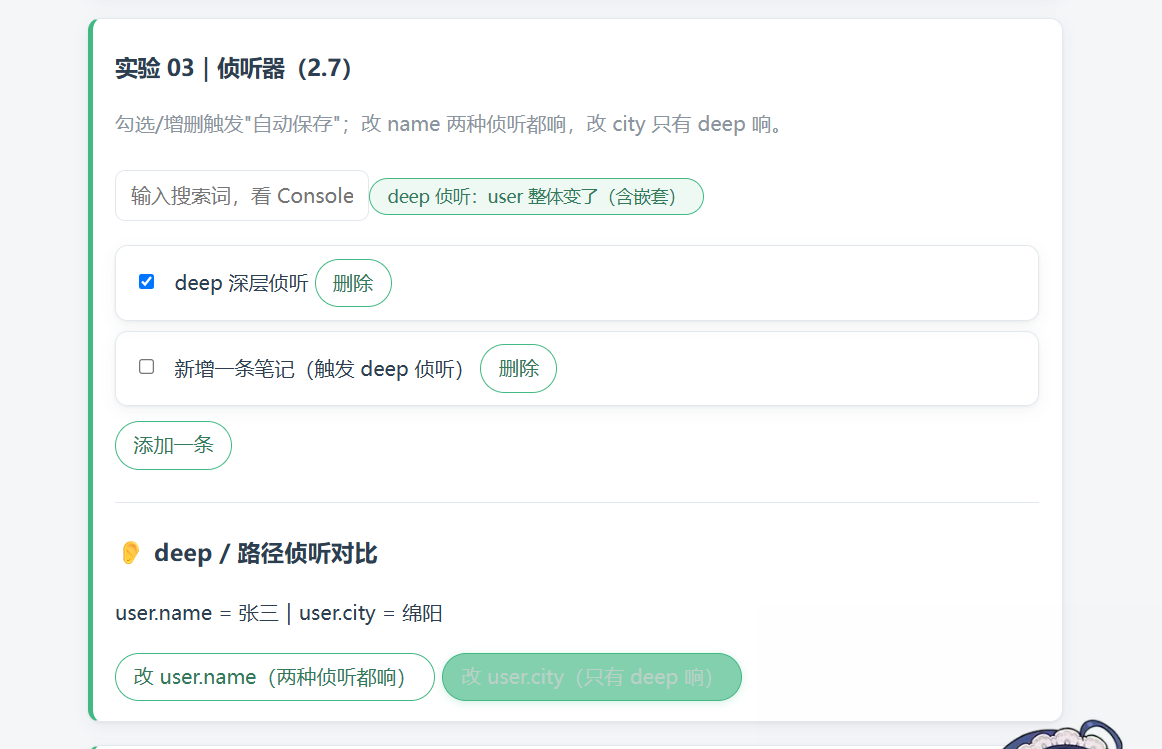 实验 03｜侦听器（2.7）
勾选/增删触发"自动保存"；改 name 两种侦听都响，改 city 只有 deep 响。
输入搜索词，看 Console
deep 侦听：user 整体变了（含嵌套）
deep 深层侦听 删除
新增一条笔记（触发 deep 侦听） 删除
添加一条
👂 deep / 路径侦听对比
user.name = 张三｜user.city = 绵阳
改 user.name（两种侦听都响） 改 user.city（只有 deep 响）